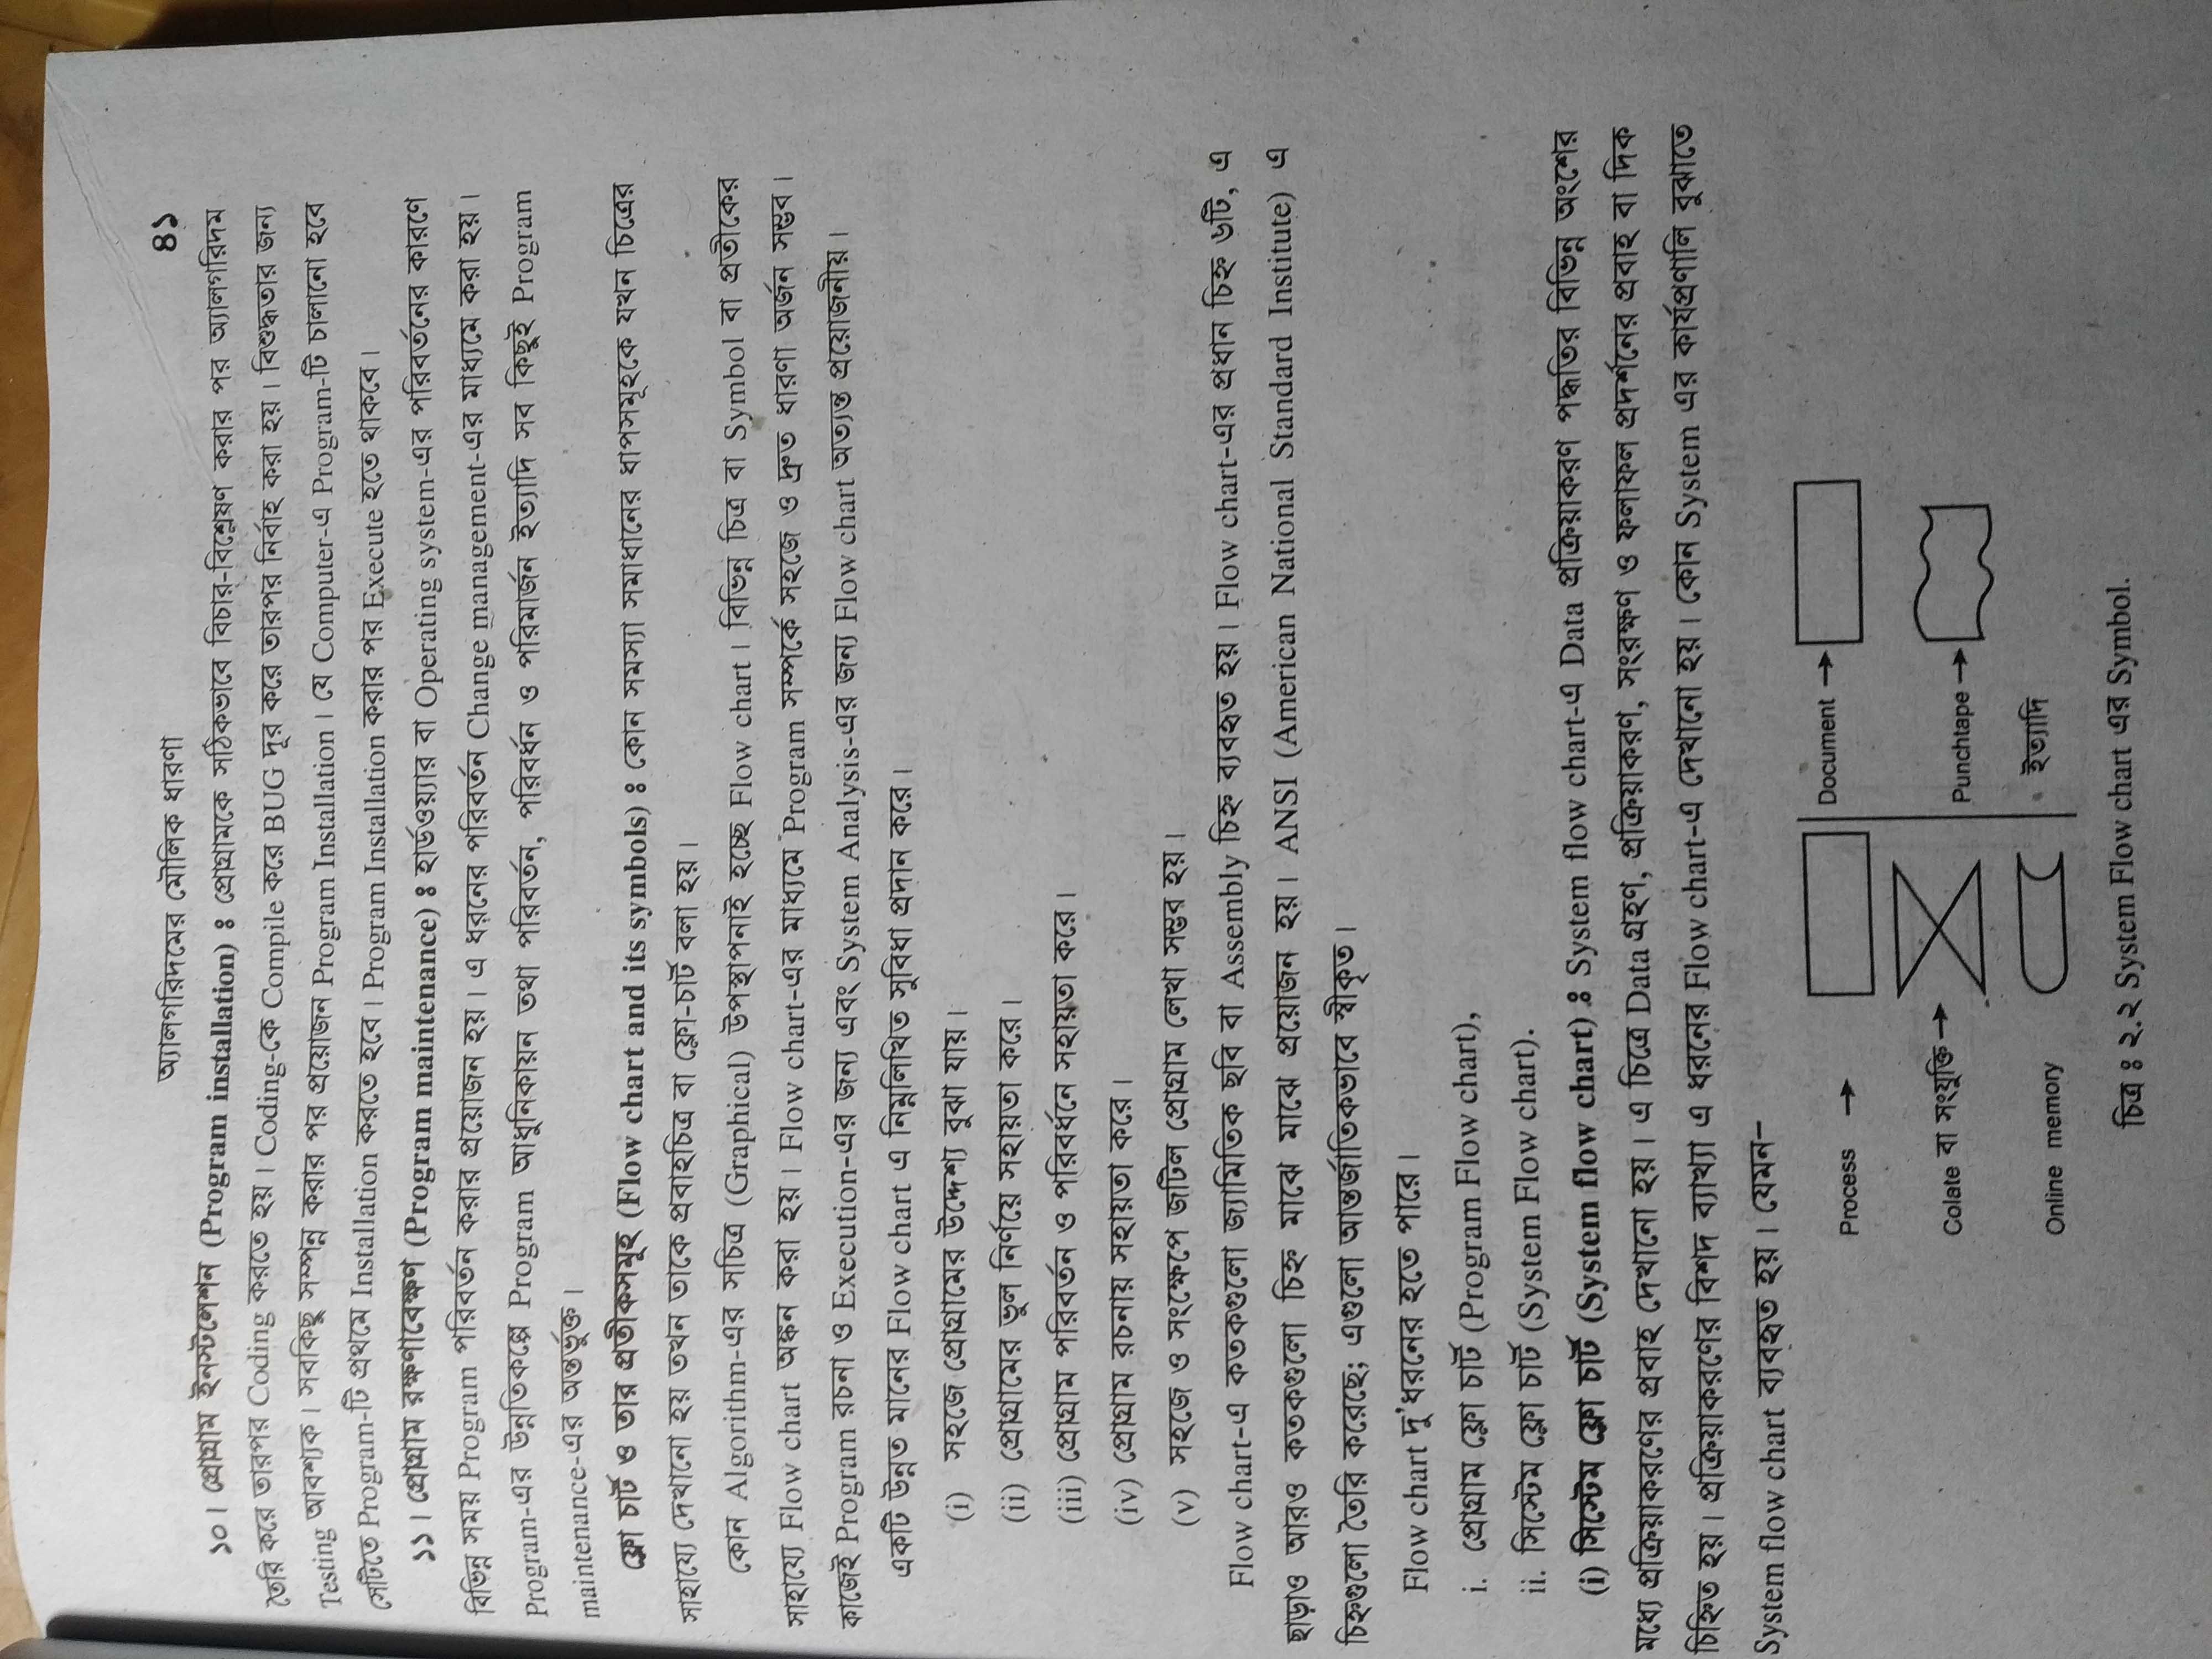 অ্যালগরিদমের মৌলিক ধারণা ৪১
১০। প্রোগ্রাম ইনস্টলেশন (Program installation) ঃ প্রোগ্রামকে সঠিকভাবে বিচার-বিশ্লেষণ করার পর অ্যালগরিদম
তৈরি করে তারপর Coding করতে হয়। Coding-কে Compile করে BUG দূর করে তারপর নির্বাহ করা হয়। বিশুদ্ধতার জন্য
Testing আবশ্যক। সবকিছু সম্পন্ন করার পর প্রয়োজন Program Installation। যে Computer-এ Program-টি চালানো হবে
সেটিতে Program-টি প্রথমে Installation করতে হবে। Program Installation করার পর Execute হতে থাকবে।
১১। প্রোগ্রাম রক্ষণাবেক্ষণ (Program maintenance) ঃ হার্ডওয়্যার বা Operating system-এর পরিবর্তনের কারণে
বিভিন্ন সময় Program পরিবর্তন করার প্রয়োজন হয়। এ ধরনের পরিবর্তন Change management-এর মাধ্যমে করা হয়।
Program-এর উন্নতিকল্পে Program আধুনিকায়ন তথা পরিবর্তন, পরিবর্ধন ও পরিমার্জন ইত্যাদি সব কিছুই Program
maintenance-এর অন্তর্ভুক্ত।
ফ্লো চার্ট ও তার প্রতীকসমূহ (Flow chart and its symbols) ঃ কোন সমস্যা সমাধানের ধাপসমূহকে যখন চিত্রের
সাহায্যে দেখানো হয় তখন তাকে প্রবাহচিত্র বা ফ্লো-চার্ট বলা হয়।
কোন Algorithm-এর সচিত্র (Graphical) উপস্থাপনাই হচ্ছে Flow chart। বিভিন্ন চিত্র বা Symbol বা প্রতীকের
সাহায্যে Flow chart অঙ্কন করা হয়। Flow chart-এর মাধ্যমে Program সম্পর্কে সহজে ও দ্রুত ধারণা অর্জন সম্ভব।
কাজেই Program রচনা ও Execution-এর জন্য এবং System Analysis-এর জন্য Flow chart অত্যন্ত প্রয়োজনীয়।
একটি উন্নত মানের Flow chart এ নিম্নলিখিত সুবিধা প্রদান করে।
(i) সহজে প্রোগ্রামের উদ্দেশ্য বুঝা যায়।
(ii) প্রোগ্রামের ভুল নির্ণয়ে সহায়তা করে।
(iii) প্রোগ্রাম পরিবর্তন ও পরিবর্ধনে সহায়তা করে।
(iv) প্রোগ্রাম রচনায় সহায়তা করে।
(v) সহজে ও সংক্ষেপে জটিল প্রোগ্রাম লেখা সম্ভব হয়।
Flow chart-এ কতকগুলো জ্যামিতিক ছবি বা Assembly চিহ্ন ব্যবহৃত হয়। Flow chart-এর প্রধান চিহ্ন ৬টি, এ
ছাড়াও আরও কতকগুলো চিহ্ন মাঝে মাঝে প্রয়োজন হয়। ANSI (American National Standard Institute) এ
চিহ্নগুলো তৈরি করেছে; এগুলো আন্তর্জাতিকভাবে স্বীকৃত।
Flow chart দু'ধরনের হতে পারে।
i. প্রোগ্রাম ফ্লো চার্ট (Program Flow chart),
ii. সিস্টেম ফ্লো চার্ট (System Flow chart).
(i) সিস্টেম ফ্লো চার্ট (System flow chart) ঃ System flow chart-এ Data প্রক্রিয়াকরণ পদ্ধতির বিভিন্ন অংশের
মধ্যে প্রক্রিয়াকরণের প্রবাহ দেখানো হয়। এ চিত্রে Data গ্রহণ, প্রক্রিয়াকরণ, সংরক্ষণ ও ফলাফল প্রদর্শনের প্রবাহ বা দিক
চিহ্নিত হয়। প্রক্রিয়াকরণের বিশদ ব্যাখ্যা এ ধরনের Flow chart-এ দেখানো হয়। কোন System এর কার্যপ্রণালি বুঝাতে
System flow chart ব্যবহৃত হয়। যেমন–
Process → Document →
Colate বা সংযুক্তি → Punchtape →
Online memory ইত্যাদি
চিত্র ঃ ২.২ System Flow chart এর Symbol.